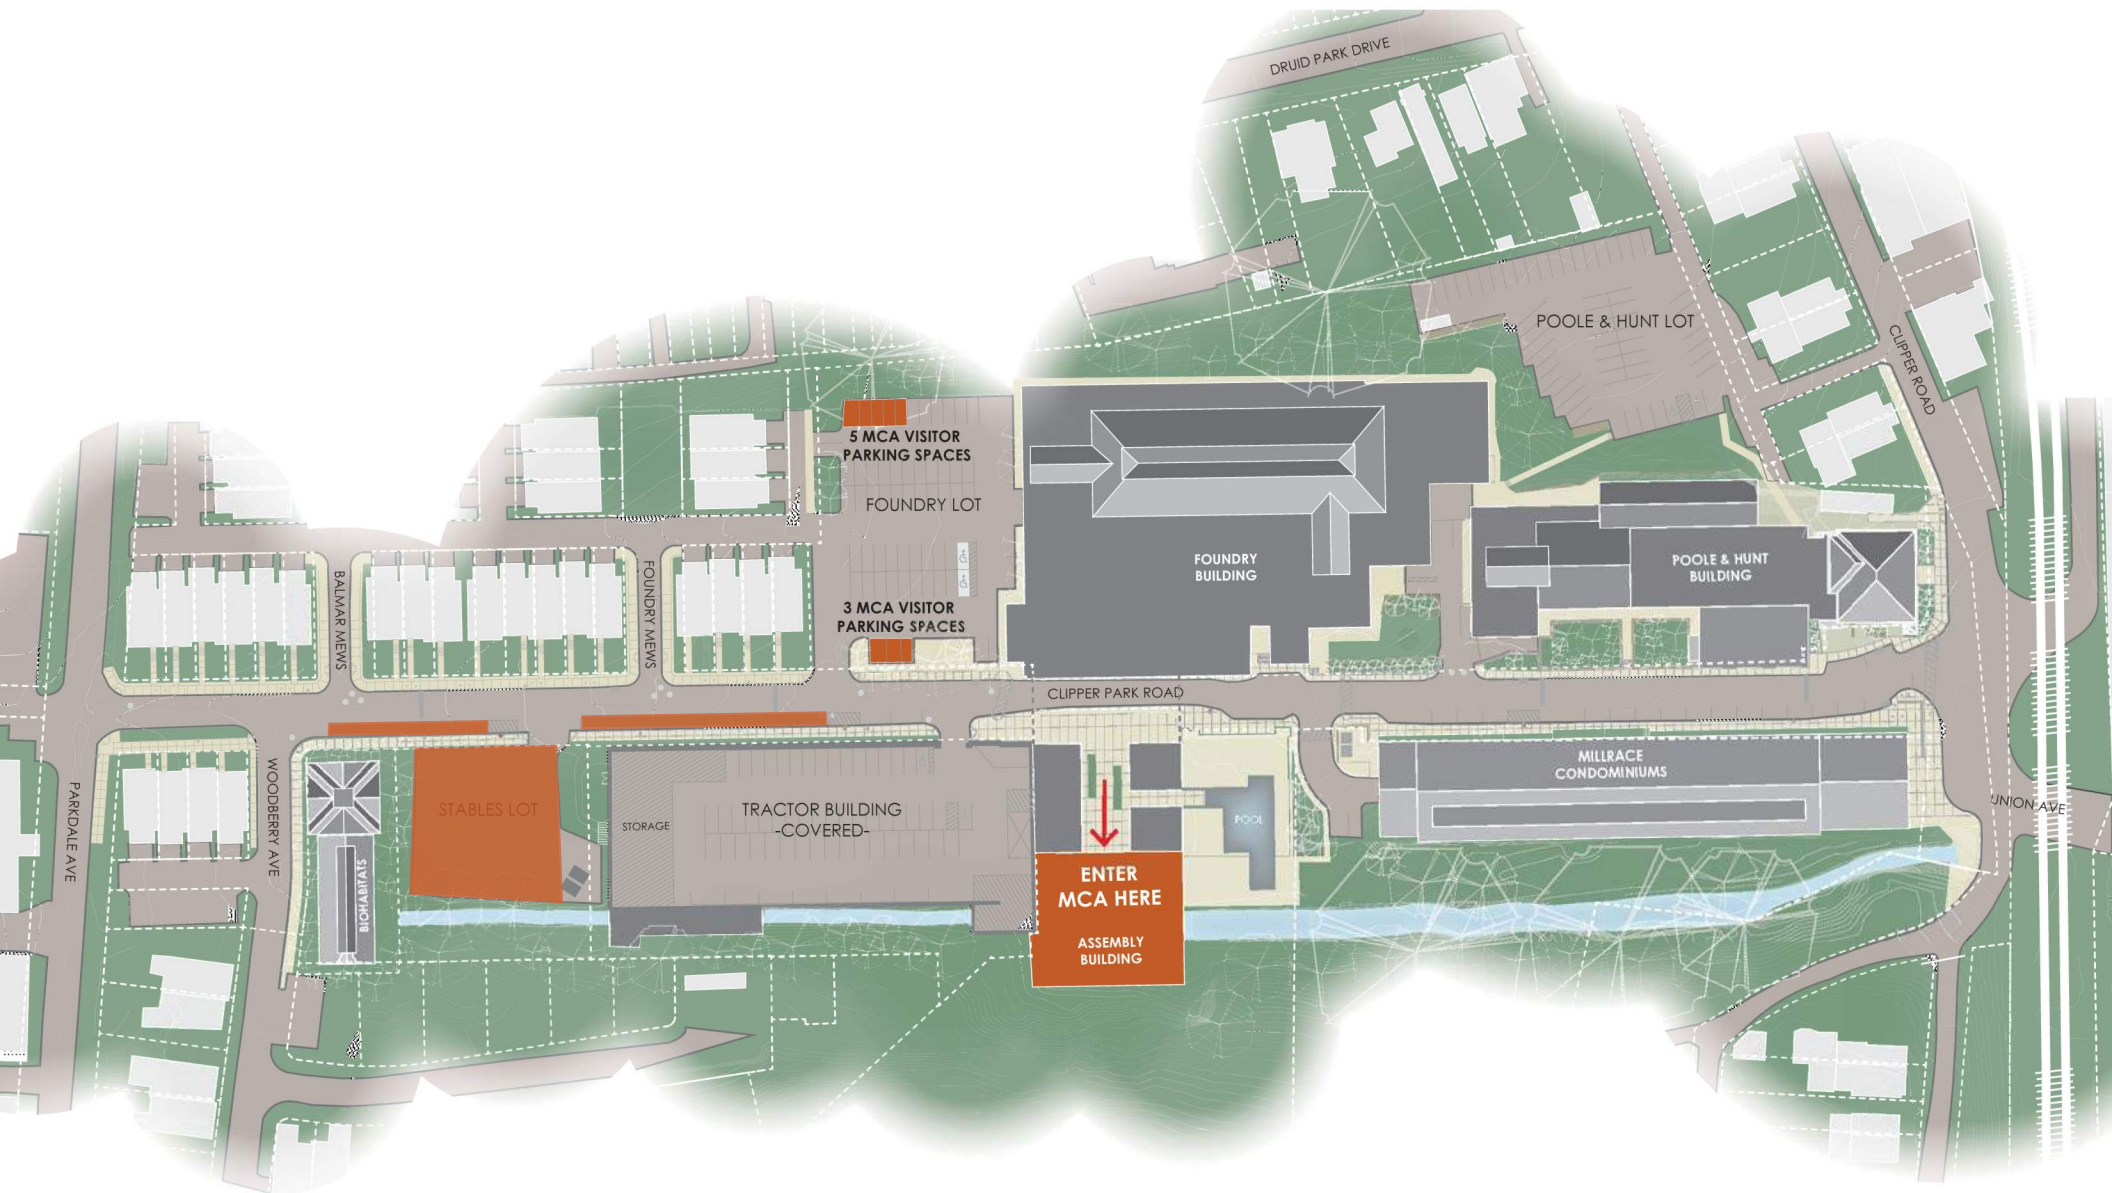 DRUID PARK DRIVE
POOLE & HUNT LOT
CLIPPER ROAD
5 MCA VISITOR
PARKING SPACES
FOUNDRY LOT
FOUNDRY
BUILDING
POOLE & HUNT
BUILDING
BALMAR MEWS
FOUNDRY MEWS
3 MCA VISITOR
PARKING SPACES
CLIPPER PARK ROAD
MILLRACE
CONDOMINIUMS
UNION AVE
PARKDALE AVE
WOODBERRY AVE
STABLES LOT
STORAGE
TRACTOR BUILDING
-COVERED-
POOL
BIOHABITATS
ENTER
MCA HERE
ASSEMBLY
BUILDING